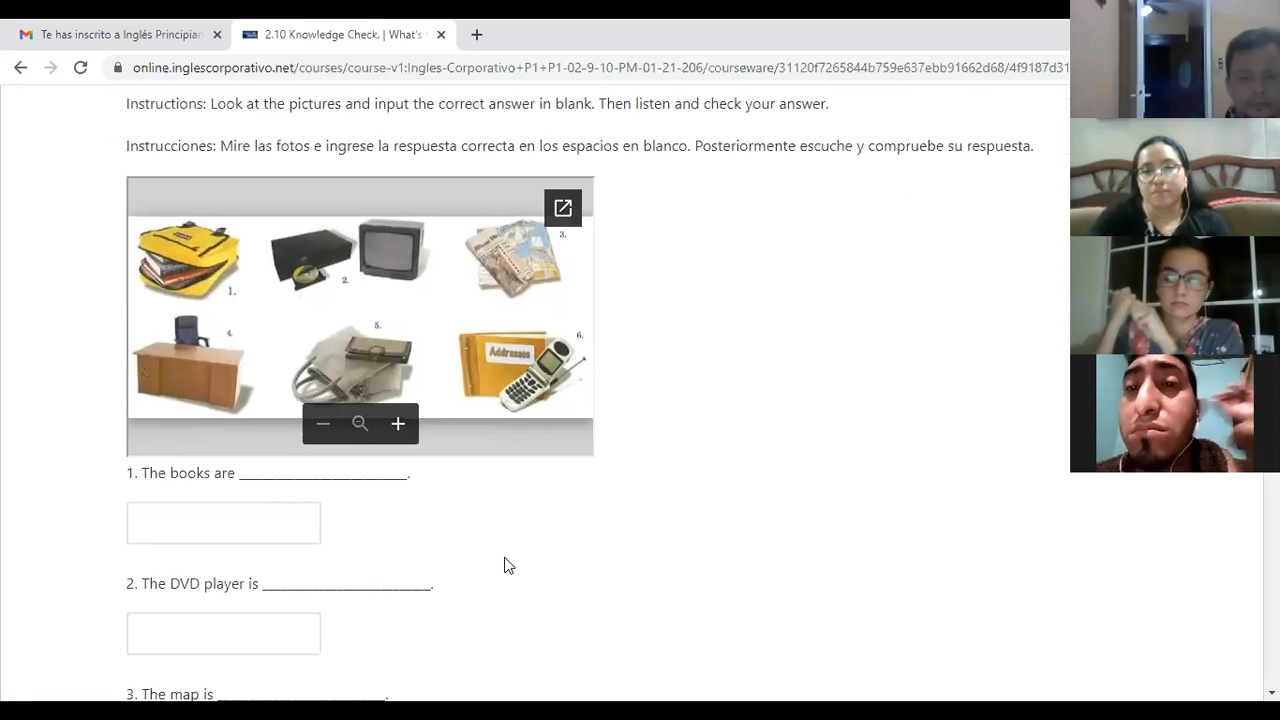 Te has inscrito a Inglés Principian
2.10 Knowledge Check. | What's
online.inglescorporativo.net/courses/course-v1:Ingles-Corporativo+P1+P1-02-9-10-PM-01-21-206/courseware/31120f7265844b759e637ebb91662d68/4f9187d31
Instructions: Look at the pictures and input the correct answer in blank. Then listen and check your answer.
Instrucciones: Mire las fotos e ingrese la respuesta correcta en los espacios en blanco. Posteriormente escuche y compruebe su respuesta.
1.
2.
3.
4.
5.
6.
Addresses
1. The books are ________________________.
2. The DVD player is ________________________.
3. The map is ________________________.